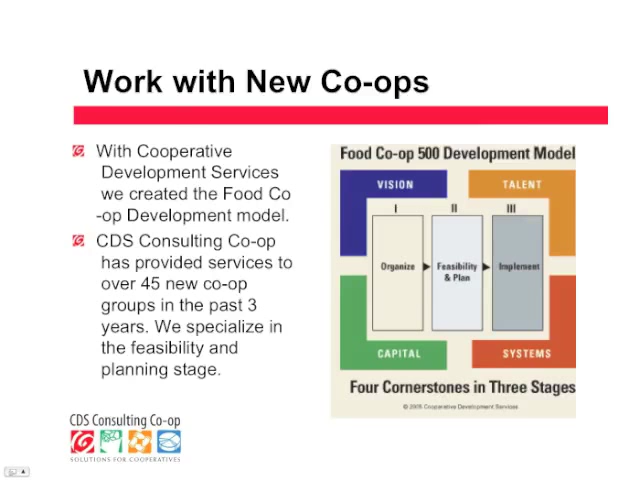 Work with New Co-ops
With Cooperative
Development Services
we created the Food Co
-op Development model.
CDS Consulting Co-op
has provided services to
over 45 new co-op
groups in the past 3
years. We specialize in
the feasibility and
planning stage.
Food Co-op 500 Development Model
VISION
TALENT
I II III
Organize
Feasibility
& Plan
Implement
CAPITAL
SYSTEMS
Four Cornerstones in Three Stages
© 2005 Cooperative Development Services
CDS Consulting Co-op
SOLUTIONS FOR COOPERATIVES